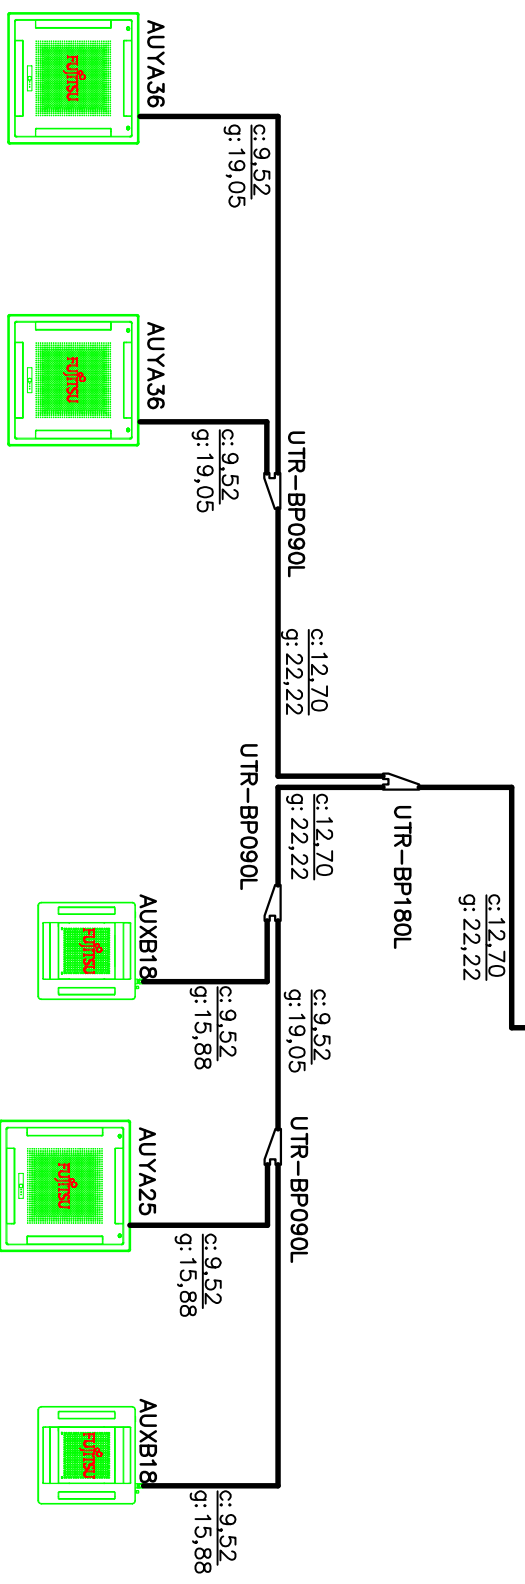 AUYA36
FUJITSU
c: 9,52
g: 19,05
AUYA36
FUJITSU
c: 9,52
g: 19,05
UTR-BP090L
c: 12,70
g: 22,22
UTR-BP180L
c: 12,70
g: 22,22
UTR-BP090L
c: 12,70
g: 22,22
AUXB18
FUJITSU
c: 9,52
g: 15,88
c: 9,52
g: 19,05
UTR-BP090L
AUYA25
FUJITSU
c: 9,52
g: 15,88
AUXB18
FUJITSU
c: 9,52
g: 15,88